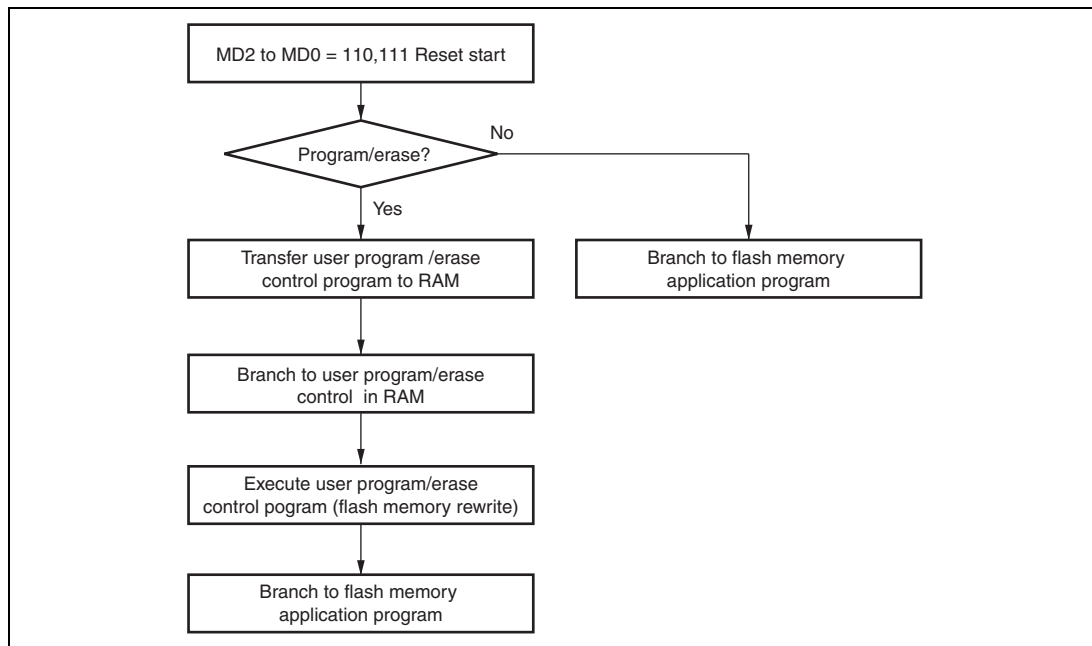 MD2 to MD0 = 110,111 Reset start
No
Program/erase?
Yes
Transfer user program /erase
control program to RAM
Branch to flash memory
application program
Branch to user program/erase
control in RAM
Execute user program/erase
control pogram (flash memory rewrite)
Branch to flash memory
application program